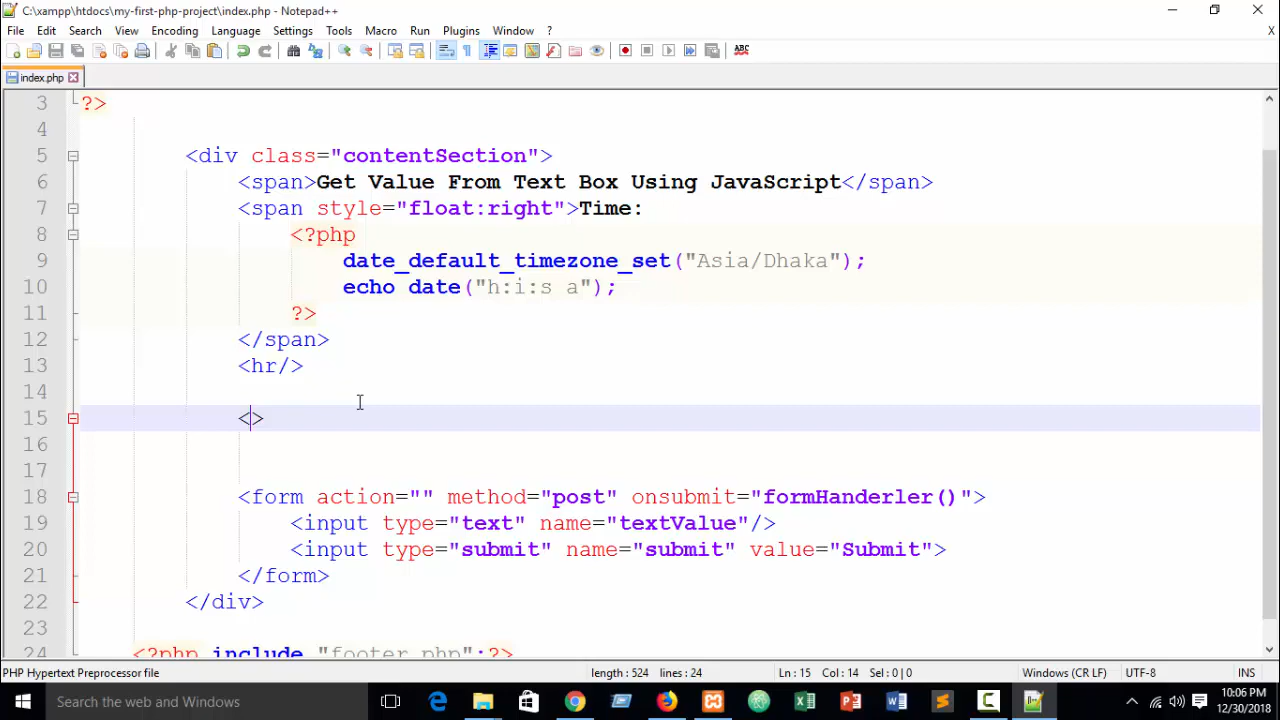 C:\xampp\htdocs\my-first-php-project\index.php - Notepad++
File Edit Search View Encoding Language Settings Tools Macro Run Plugins Window ? X
ABC
index.php
3 ?>
4
5 <div class="contentSection">
6 <span>Get Value From Text Box Using JavaScript</span>
7 <span style="float:right">Time:
8 <?php
9 date_default_timezone_set("Asia/Dhaka");
10 echo date("h:i:s a");
11 ?>
12 </span>
13 <hr/>
14
15 <>
16
17
18 <form action="" method="post" onsubmit="formHanderler()">
19 <input type="text" name="textValue"/>
20 <input type="submit" name="submit" value="Submit">
21 </form>
22 </div>
23
24 <?php include "footer.php";?>
PHP Hypertext Preprocessor file length : 524 lines : 24 Ln : 15 Col : 14 Sel : 0 | 0 Windows (CR LF) UTF-8 INS
Search the web and Windows
10:06 PM
12/30/2018